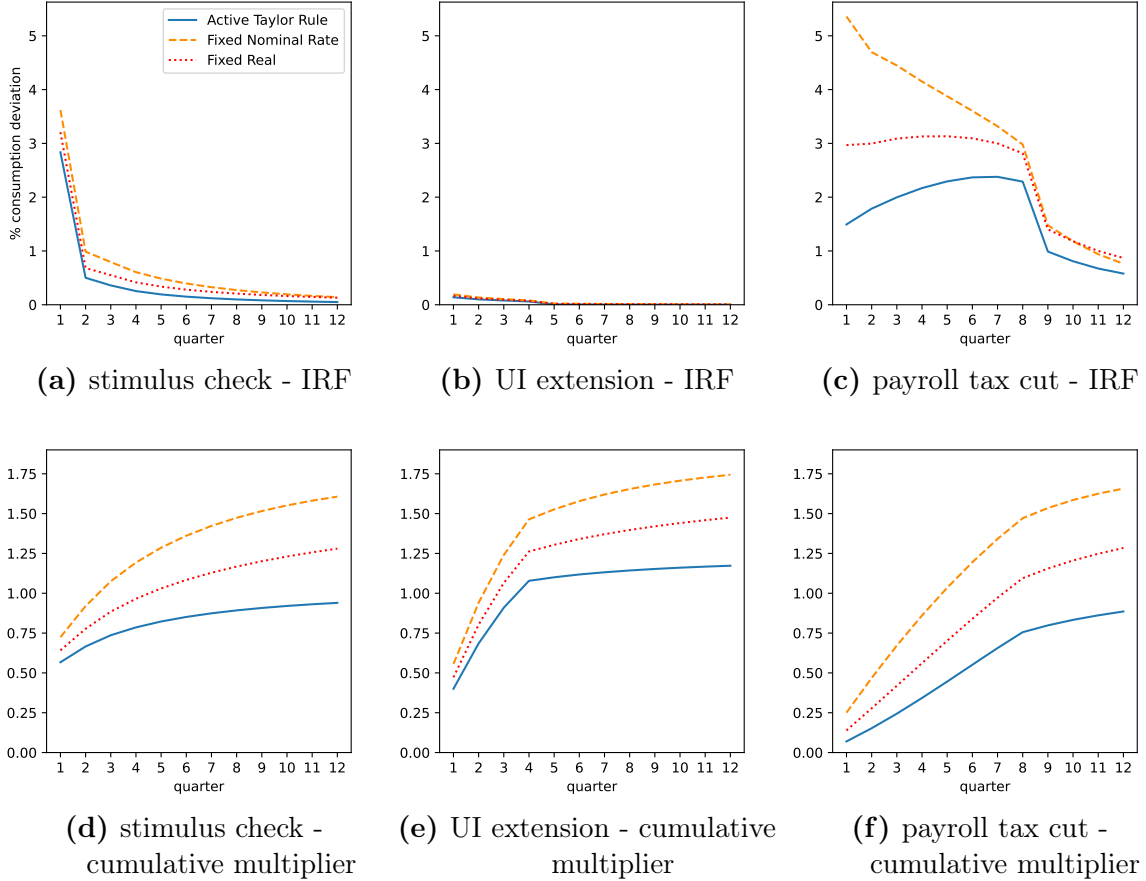 Active Taylor Rule
Fixed Nominal Rate
Fixed Real
% consumption deviation
5
4
3
2
1
0
1 2 3 4 5 6 7 8 9 10 11 12
quarter
(a) stimulus check - IRF
5
4
3
2
1
0
1 2 3 4 5 6 7 8 9 10 11 12
quarter
(b) UI extension - IRF
5
4
3
2
1
0
1 2 3 4 5 6 7 8 9 10 11 12
quarter
(c) payroll tax cut - IRF
1.75
1.50
1.25
1.00
0.75
0.50
0.25
0.00
1 2 3 4 5 6 7 8 9 10 11 12
quarter
(d) stimulus check -
cumulative multiplier
1.75
1.50
1.25
1.00
0.75
0.50
0.25
0.00
1 2 3 4 5 6 7 8 9 10 11 12
quarter
(e) UI extension - cumulative
multiplier
1.75
1.50
1.25
1.00
0.75
0.50
0.25
0.00
1 2 3 4 5 6 7 8 9 10 11 12
quarter
(f) payroll tax cut -
cumulative multiplier